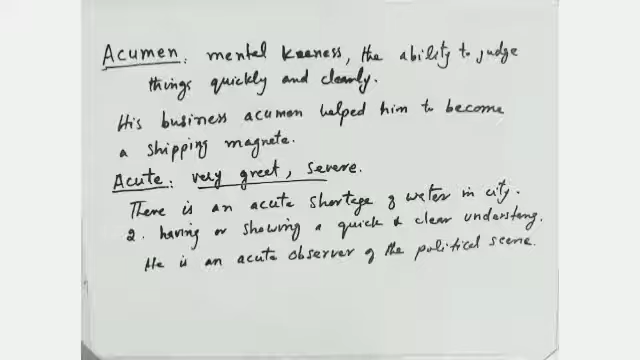 Acumen: mental keeness, the ability to judge
things quickly and clearly.
His business acumen helped him to become
a shipping magnete.
Acute: very great, severe.
There is an acute shortage of water in city.
2. having or showing a quick & clear understang.
He is an acute observer of the political scene.